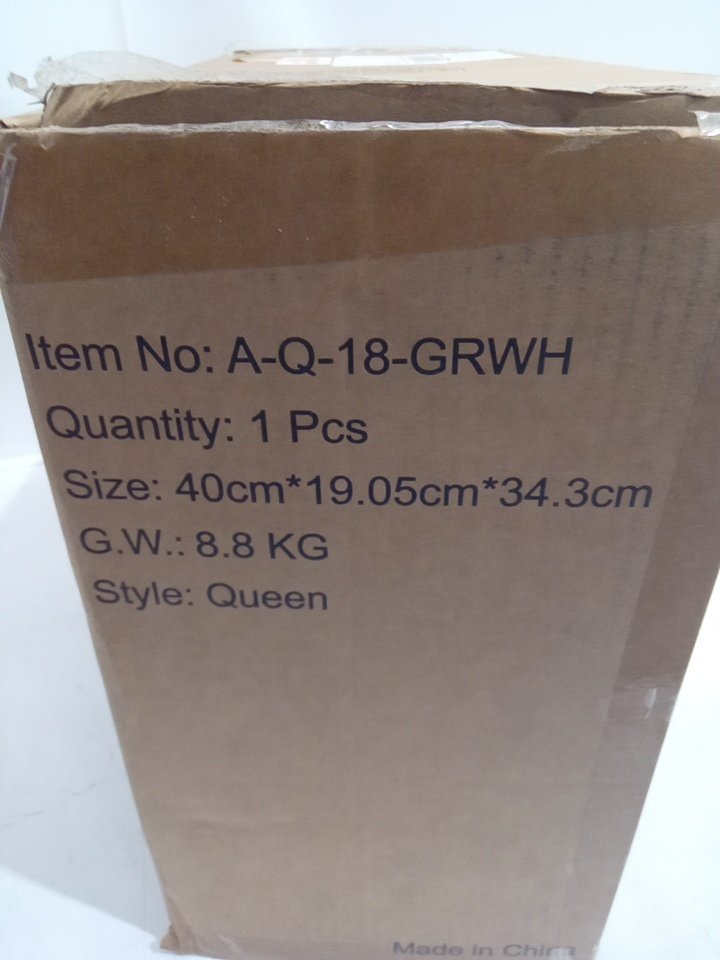 Item No: A-Q-18-GRWH
Quantity: 1 Pcs
Size: 40cm*19.05cm*34.3cm
G.W.: 8.8 KG
Style: Queen
Made in China